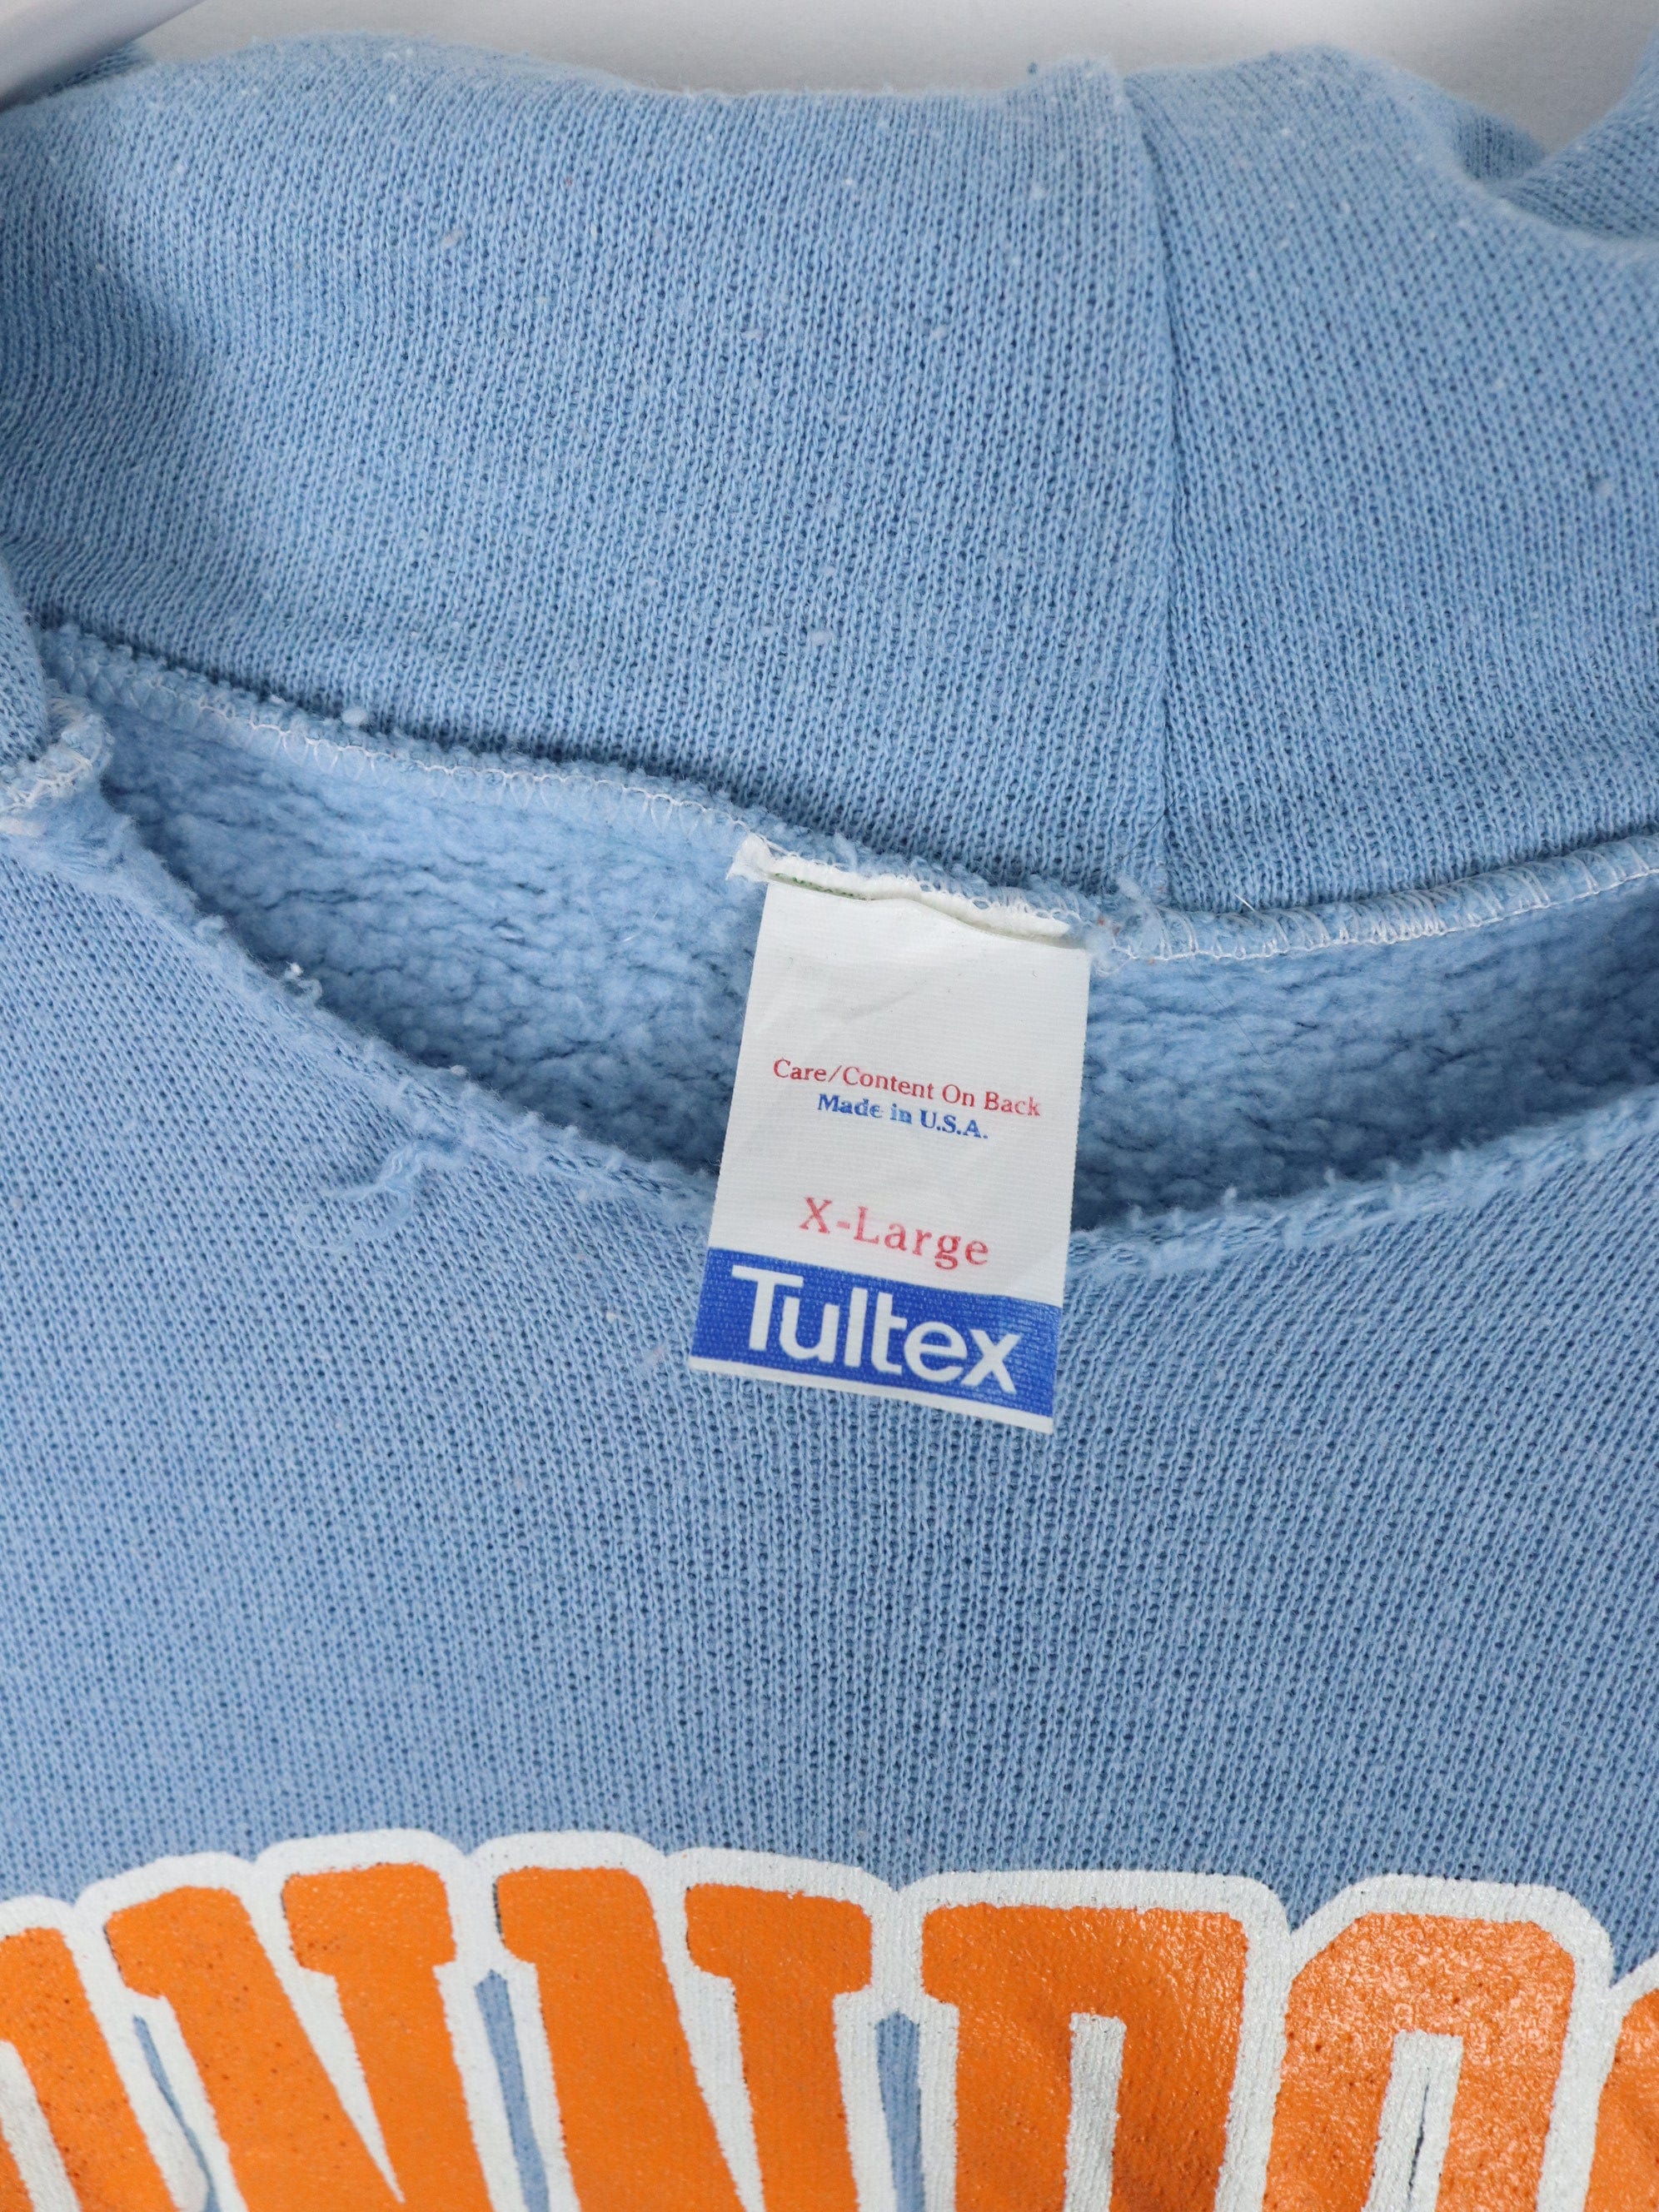 Care/Content On Back
Made in U.S.A.
X-Large
Tultex